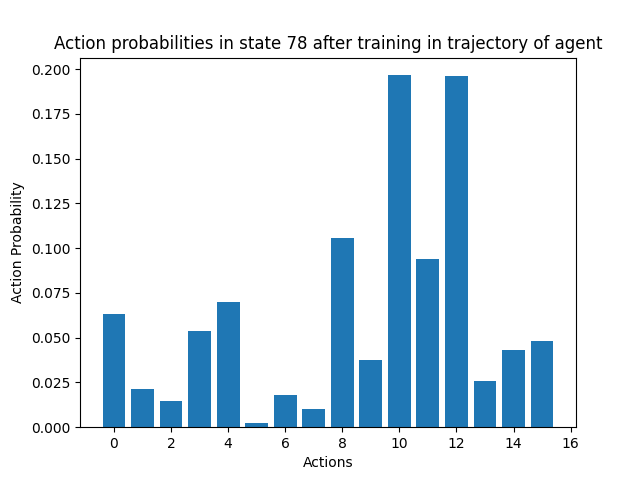 Action probabilities in state 78 after training in trajectory of agent
0.200
0.175
0.150
0.125
0.100
0.075
0.050
0.025
0.000
Action Probability
0 2 4 6 8 10 12 14 16
Actions